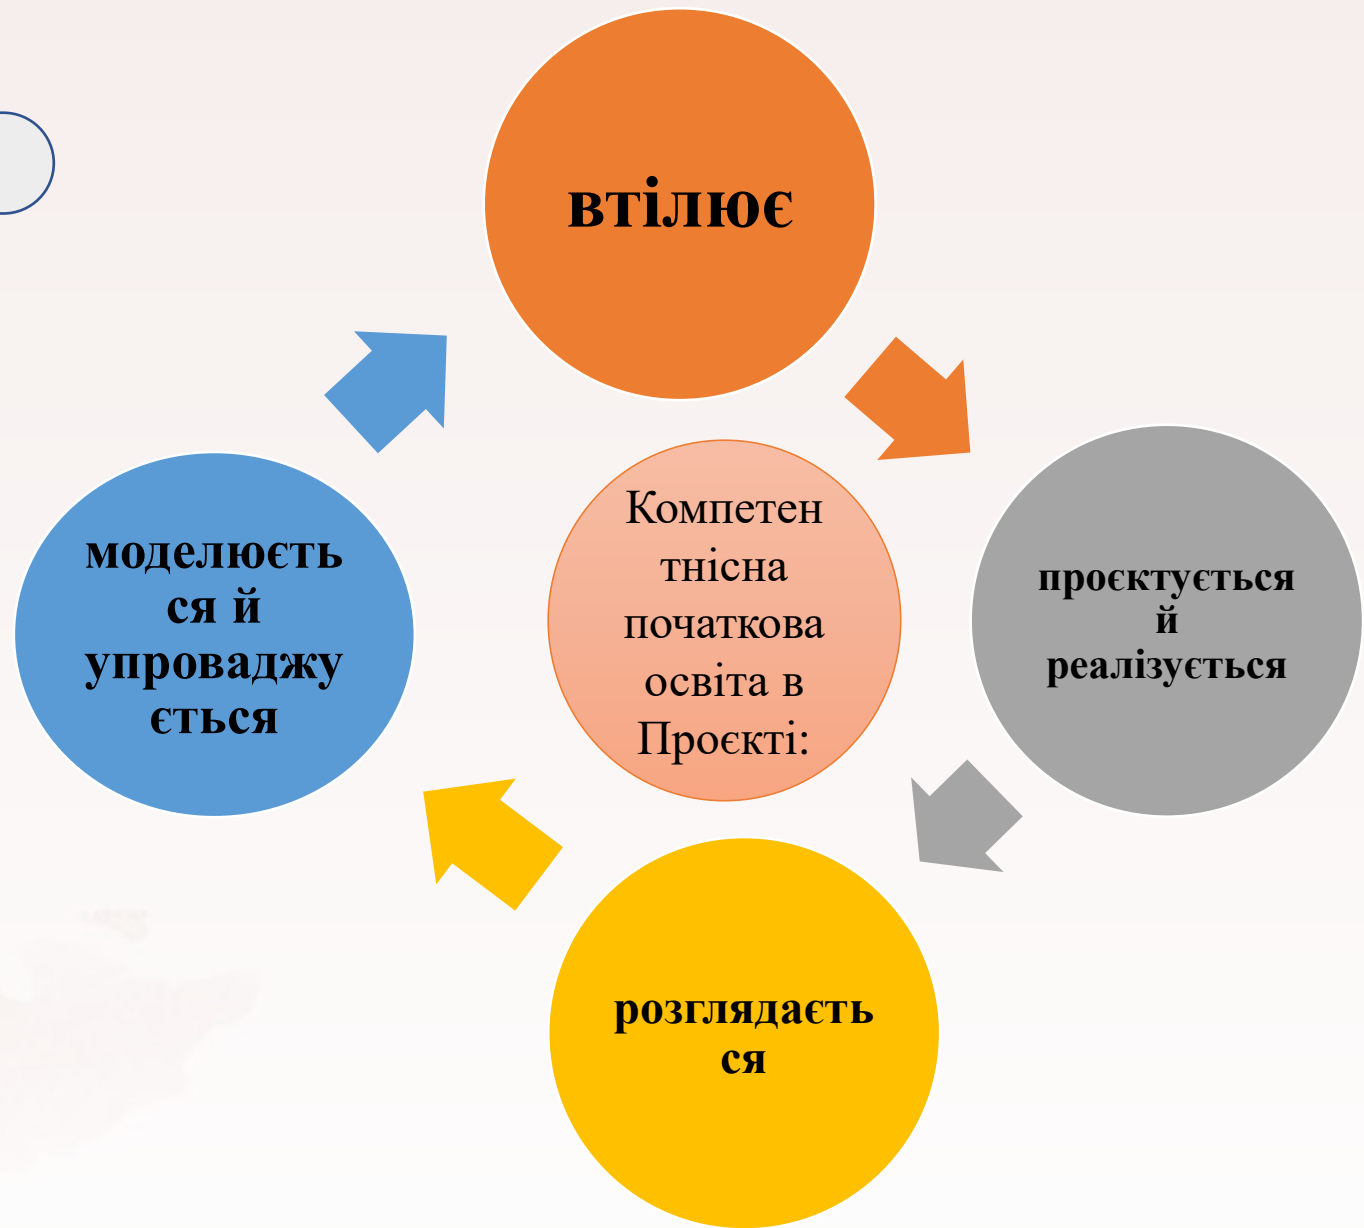 втілює
Компетен
тнісна
початкова
освіта в
Проєкті:
проєктується
й
реалізується
розглядаєть
ся
моделюєть
ся й
упроваджу
ється